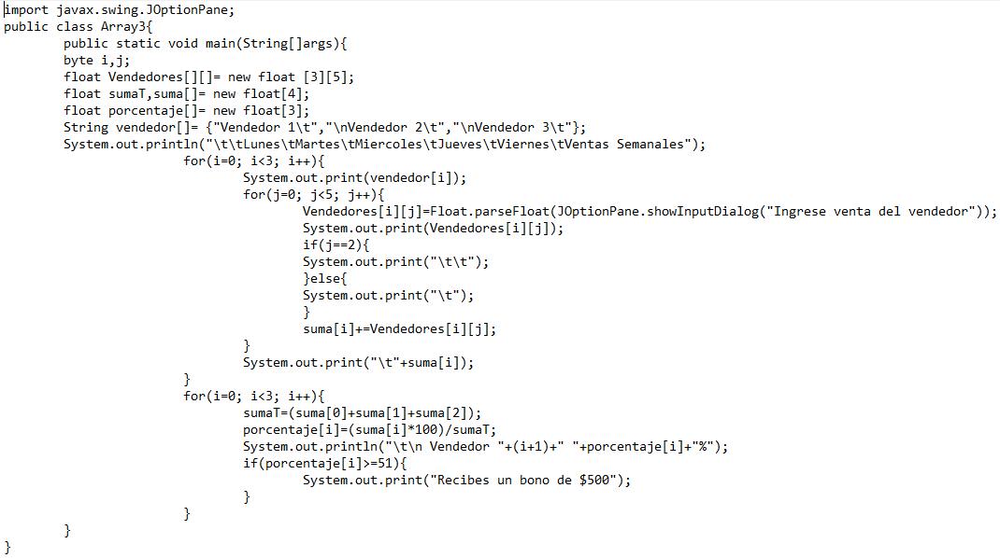 import javax.swing.JOptionPane;
public class Array3{
        public static void main(String[]args){
        byte i,j;
        float Vendedores[][]= new float [3][5];
        float sumaT,suma[]= new float[4];
        float porcentaje[]= new float[3];
        String vendedor[]= {"Vendedor 1\t","\nVendedor 2\t","\nVendedor 3\t"};
        System.out.println("\t\tLunes\tMartes\tMiercoles\tJueves\tViernes\tVentas Semanales");
                        for(i=0; i<3; i++){
                                System.out.print(vendedor[i]);
                                for(j=0; j<5; j++){
                                        Vendedores[i][j]=Float.parseFloat(JOptionPane.showInputDialog("Ingrese venta del vendedor"));
                                        System.out.print(Vendedores[i][j]);
                                        if(j==2){
                                        System.out.print("\t\t");
                                        }else{
                                        System.out.print("\t");
                                        }
                                        suma[i]+=Vendedores[i][j];
                                }
                                System.out.print("\t"+suma[i]);
                        }
                        for(i=0; i<3; i++){
                                sumaT=(suma[0]+suma[1]+suma[2]);
                                porcentaje[i]=(suma[i]*100)/sumaT;
                                System.out.println("\t\n Vendedor "+(i+1)+" "+porcentaje[i]+"%");
                                if(porcentaje[i]>=51){
                                        System.out.print("Recibes un bono de $500");
                                }
                        }
        }
}